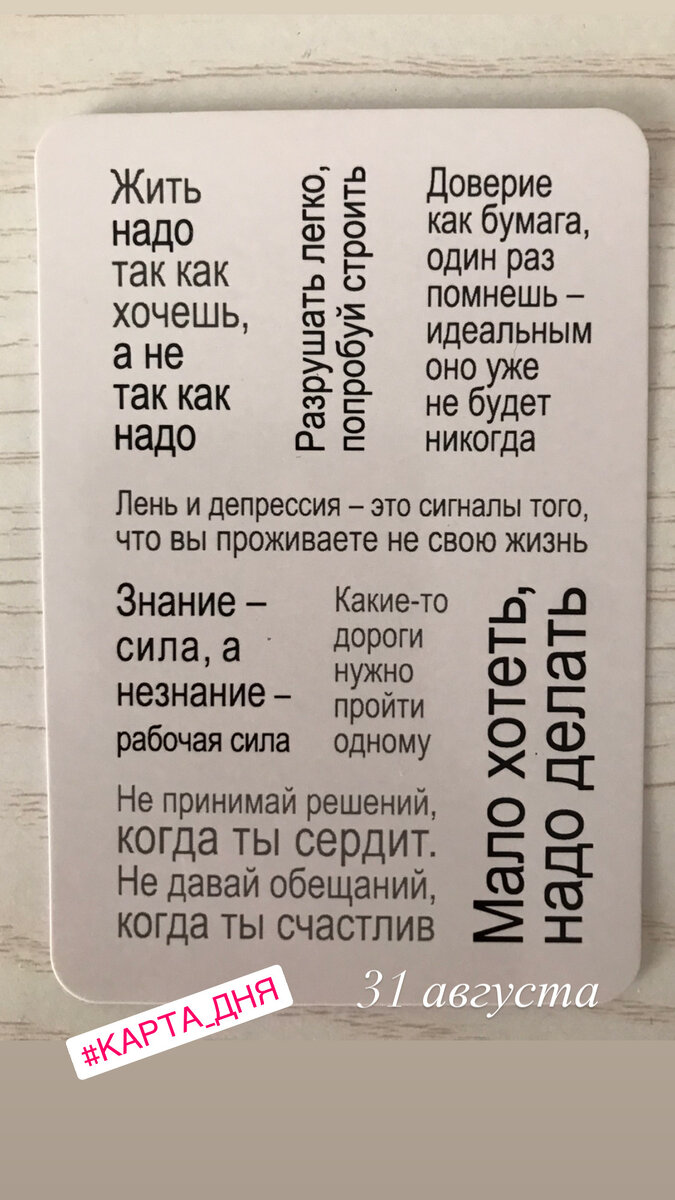 Жить
надо
так как
хочешь,
а не
так как
надо
Разрушать легко,
попробуй строить
Доверие
как бумага,
один раз
помнешь –
идеальным
оно уже
не будет
никогда
Лень и депрессия – это сигналы того,
что вы проживаете не свою жизнь
Знание –
сила, а
незнание –
рабочая сила
Какие-то
дороги
нужно
пройти
одному
Мало хотеть,
надо делать
Не принимай решений,
когда ты сердит.
Не давай обещаний,
когда ты счастлив
31 августа
#КАРТА_ДНЯ